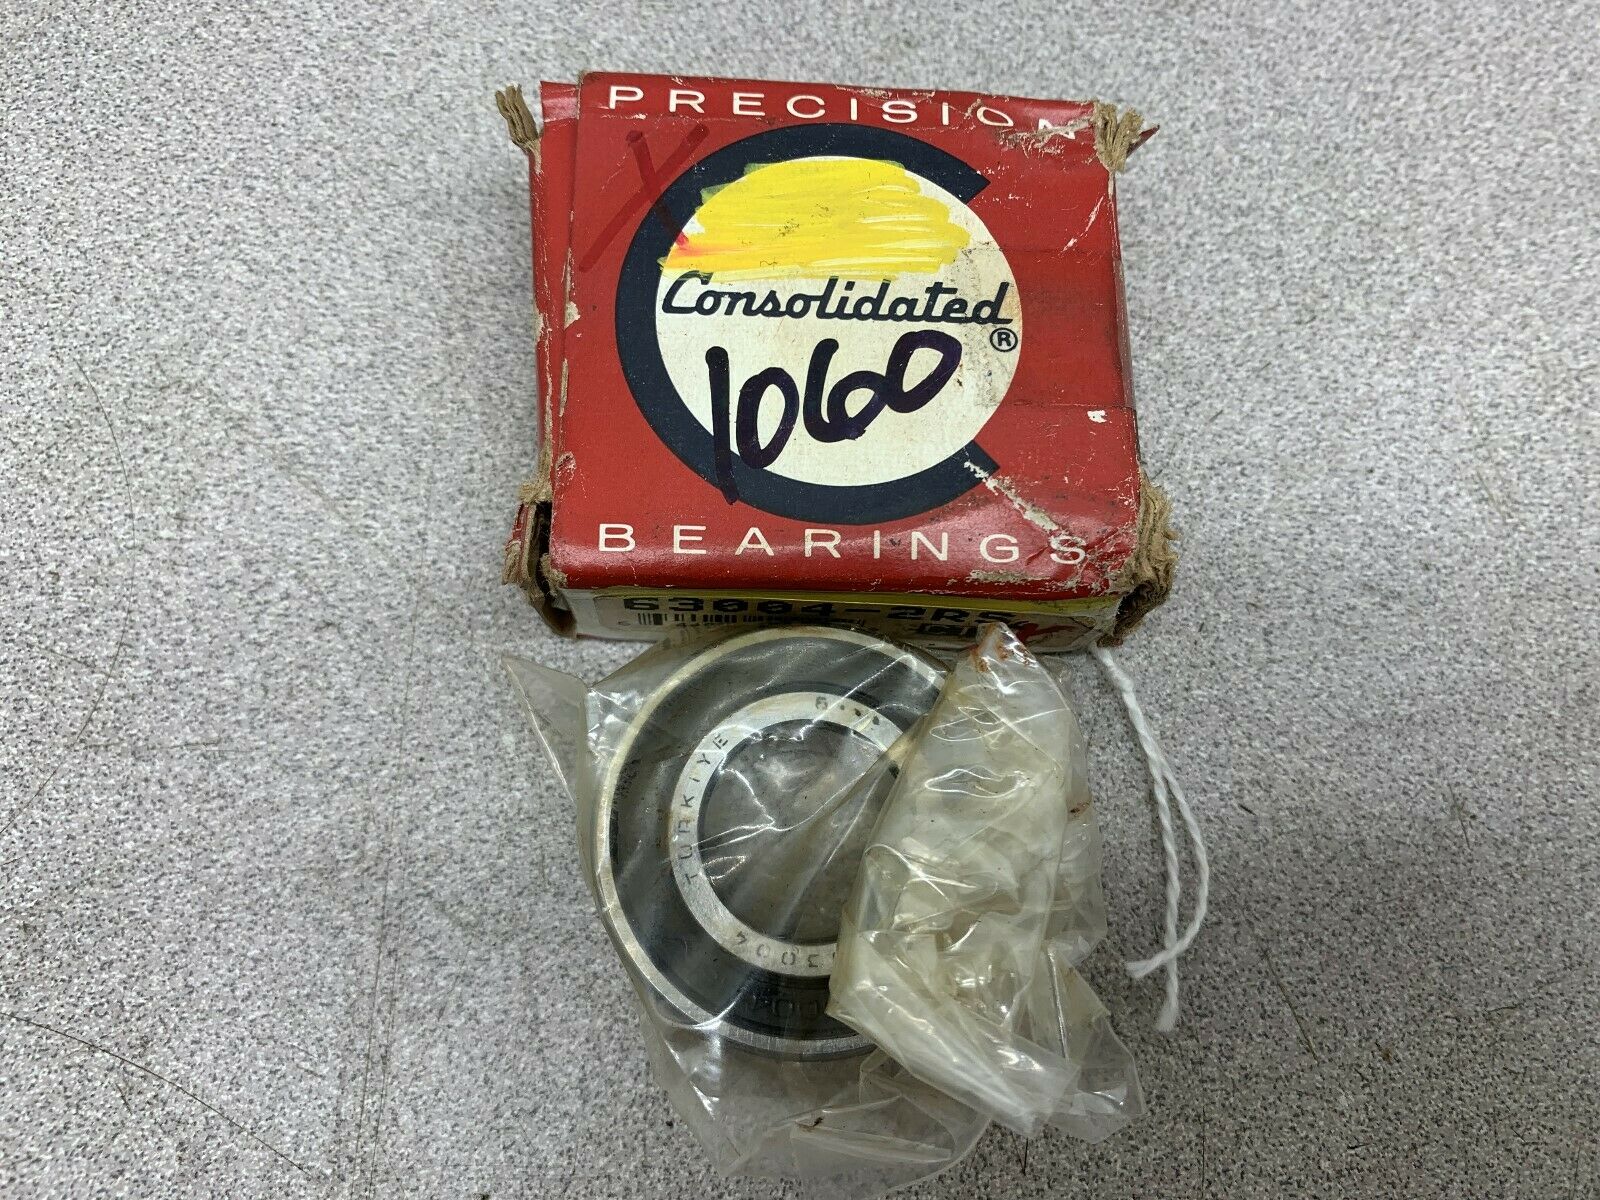 PRECISION
X
Consolidated®
1060
BEARINGS
63004-2RS
TURKIYE